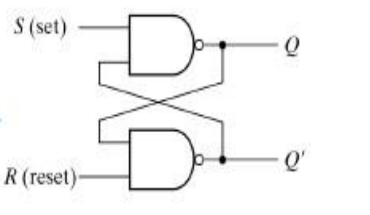 S (set)
Q
R (reset)
Q'